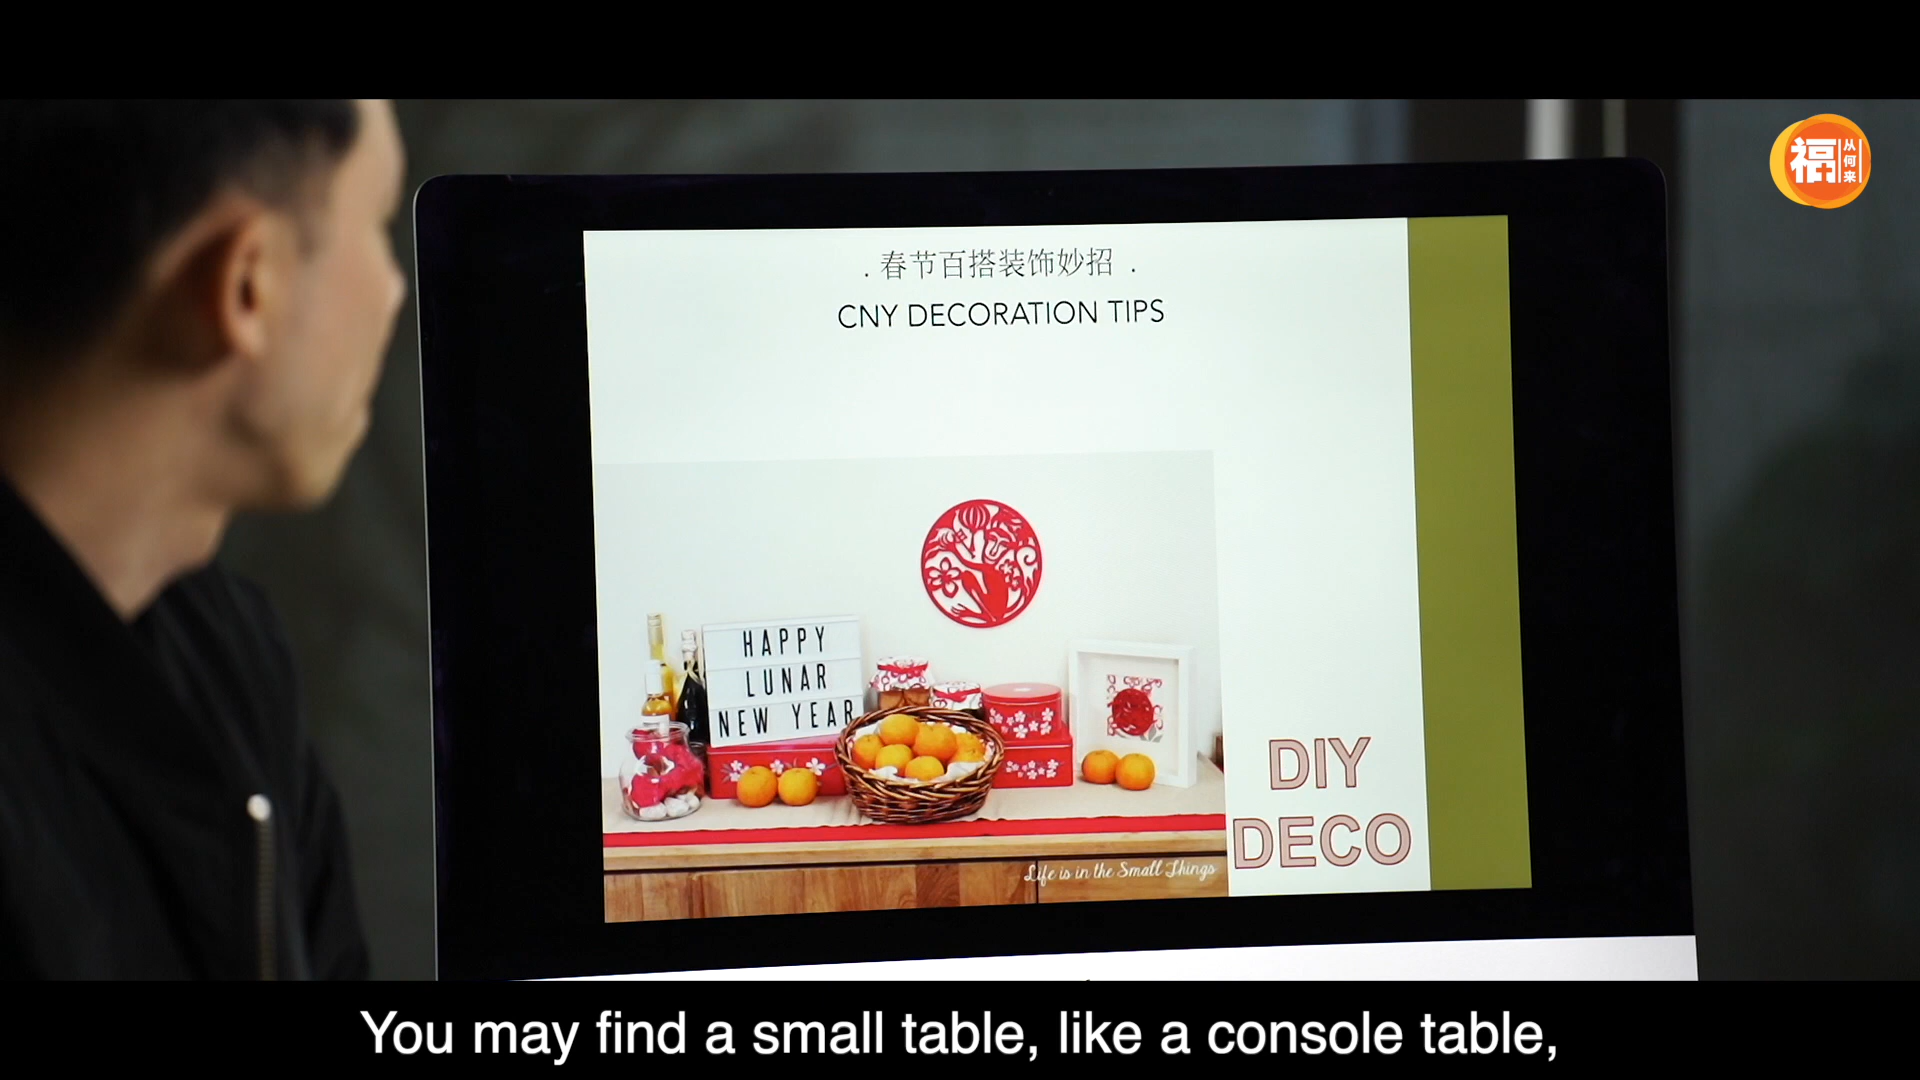 福
从何来
. 春节百搭装饰妙招 .
CNY DECORATION TIPS
HAPPY
LUNAR
NEW YEAR
Life is in the Small Things
DIY
DECO
You may find a small table, like a console table,